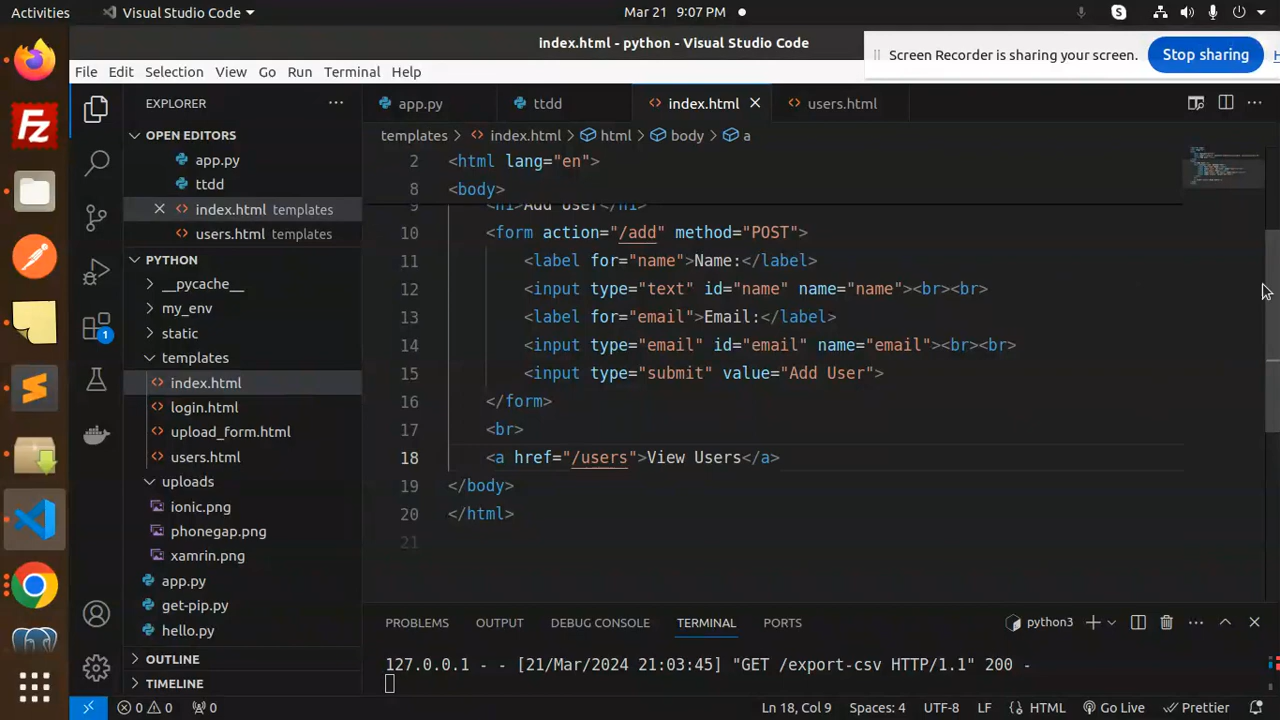 Activities Visual Studio Code Mar 21 9:07 PM
index.html - python - Visual Studio Code
Screen Recorder is sharing your screen. Stop sharing
File Edit Selection View Go Run Terminal Help
EXPLORER
app.py ttdd index.html users.html
OPEN EDITORS
templates > index.html > html > body > a
app.py
ttdd
index.html templates
users.html templates
PYTHON
__pycache__
my_env
static
templates
index.html
login.html
upload_form.html
users.html
uploads
ionic.png
phonegap.png
xamrin.png
app.py
get-pip.py
hello.py
OUTLINE
TIMELINE
1
2 <html lang="en">
8 <body>
9 <h1>Add User</h1>
10 <form action="/add" method="POST">
11 <label for="name">Name:</label>
12 <input type="text" id="name" name="name"><br><br>
13 <label for="email">Email:</label>
14 <input type="email" id="email" name="email"><br><br>
15 <input type="submit" value="Add User">
16 </form>
17 <br>
18 <a href="/users">View Users</a>
19 </body>
20 </html>
21
PROBLEMS OUTPUT DEBUG CONSOLE TERMINAL PORTS python3
127.0.0.1 - - [21/Mar/2024 21:03:45] "GET /export-csv HTTP/1.1" 200 -
0 0 0 Ln 18, Col 9 Spaces: 4 UTF-8 LF HTML Go Live Prettier